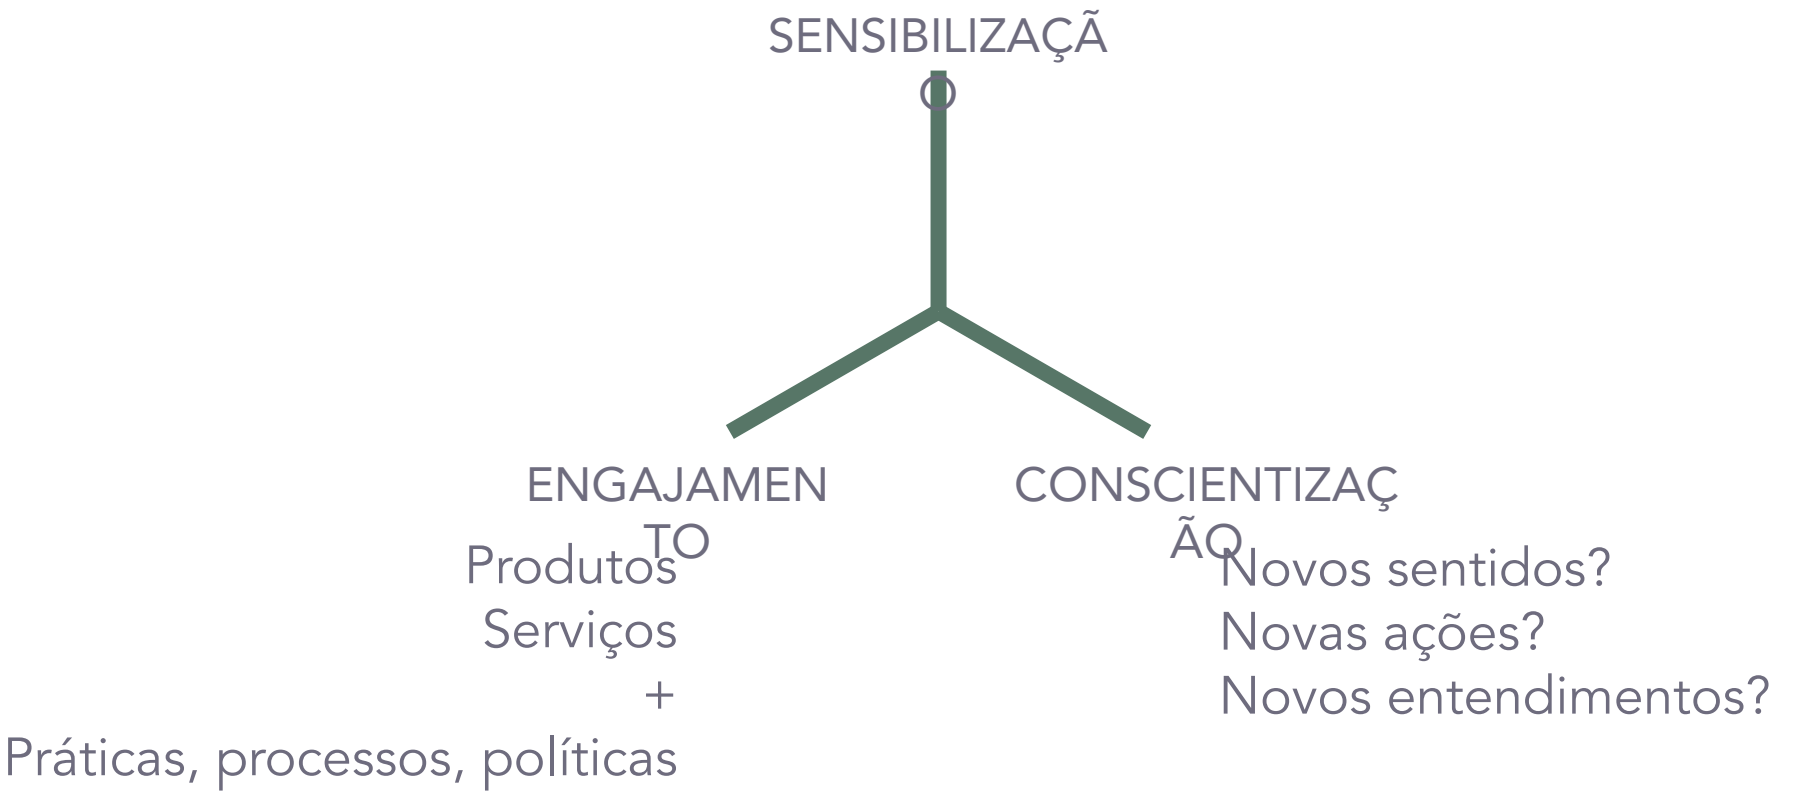 SENSIBILIZAÇÃ
O
ENGAJAMEN
TO
Produtos
Serviços
+
Práticas, processos, políticas
CONSCIENTIZAÇ
ÃO
Novos sentidos?
Novas ações?
Novos entendimentos?